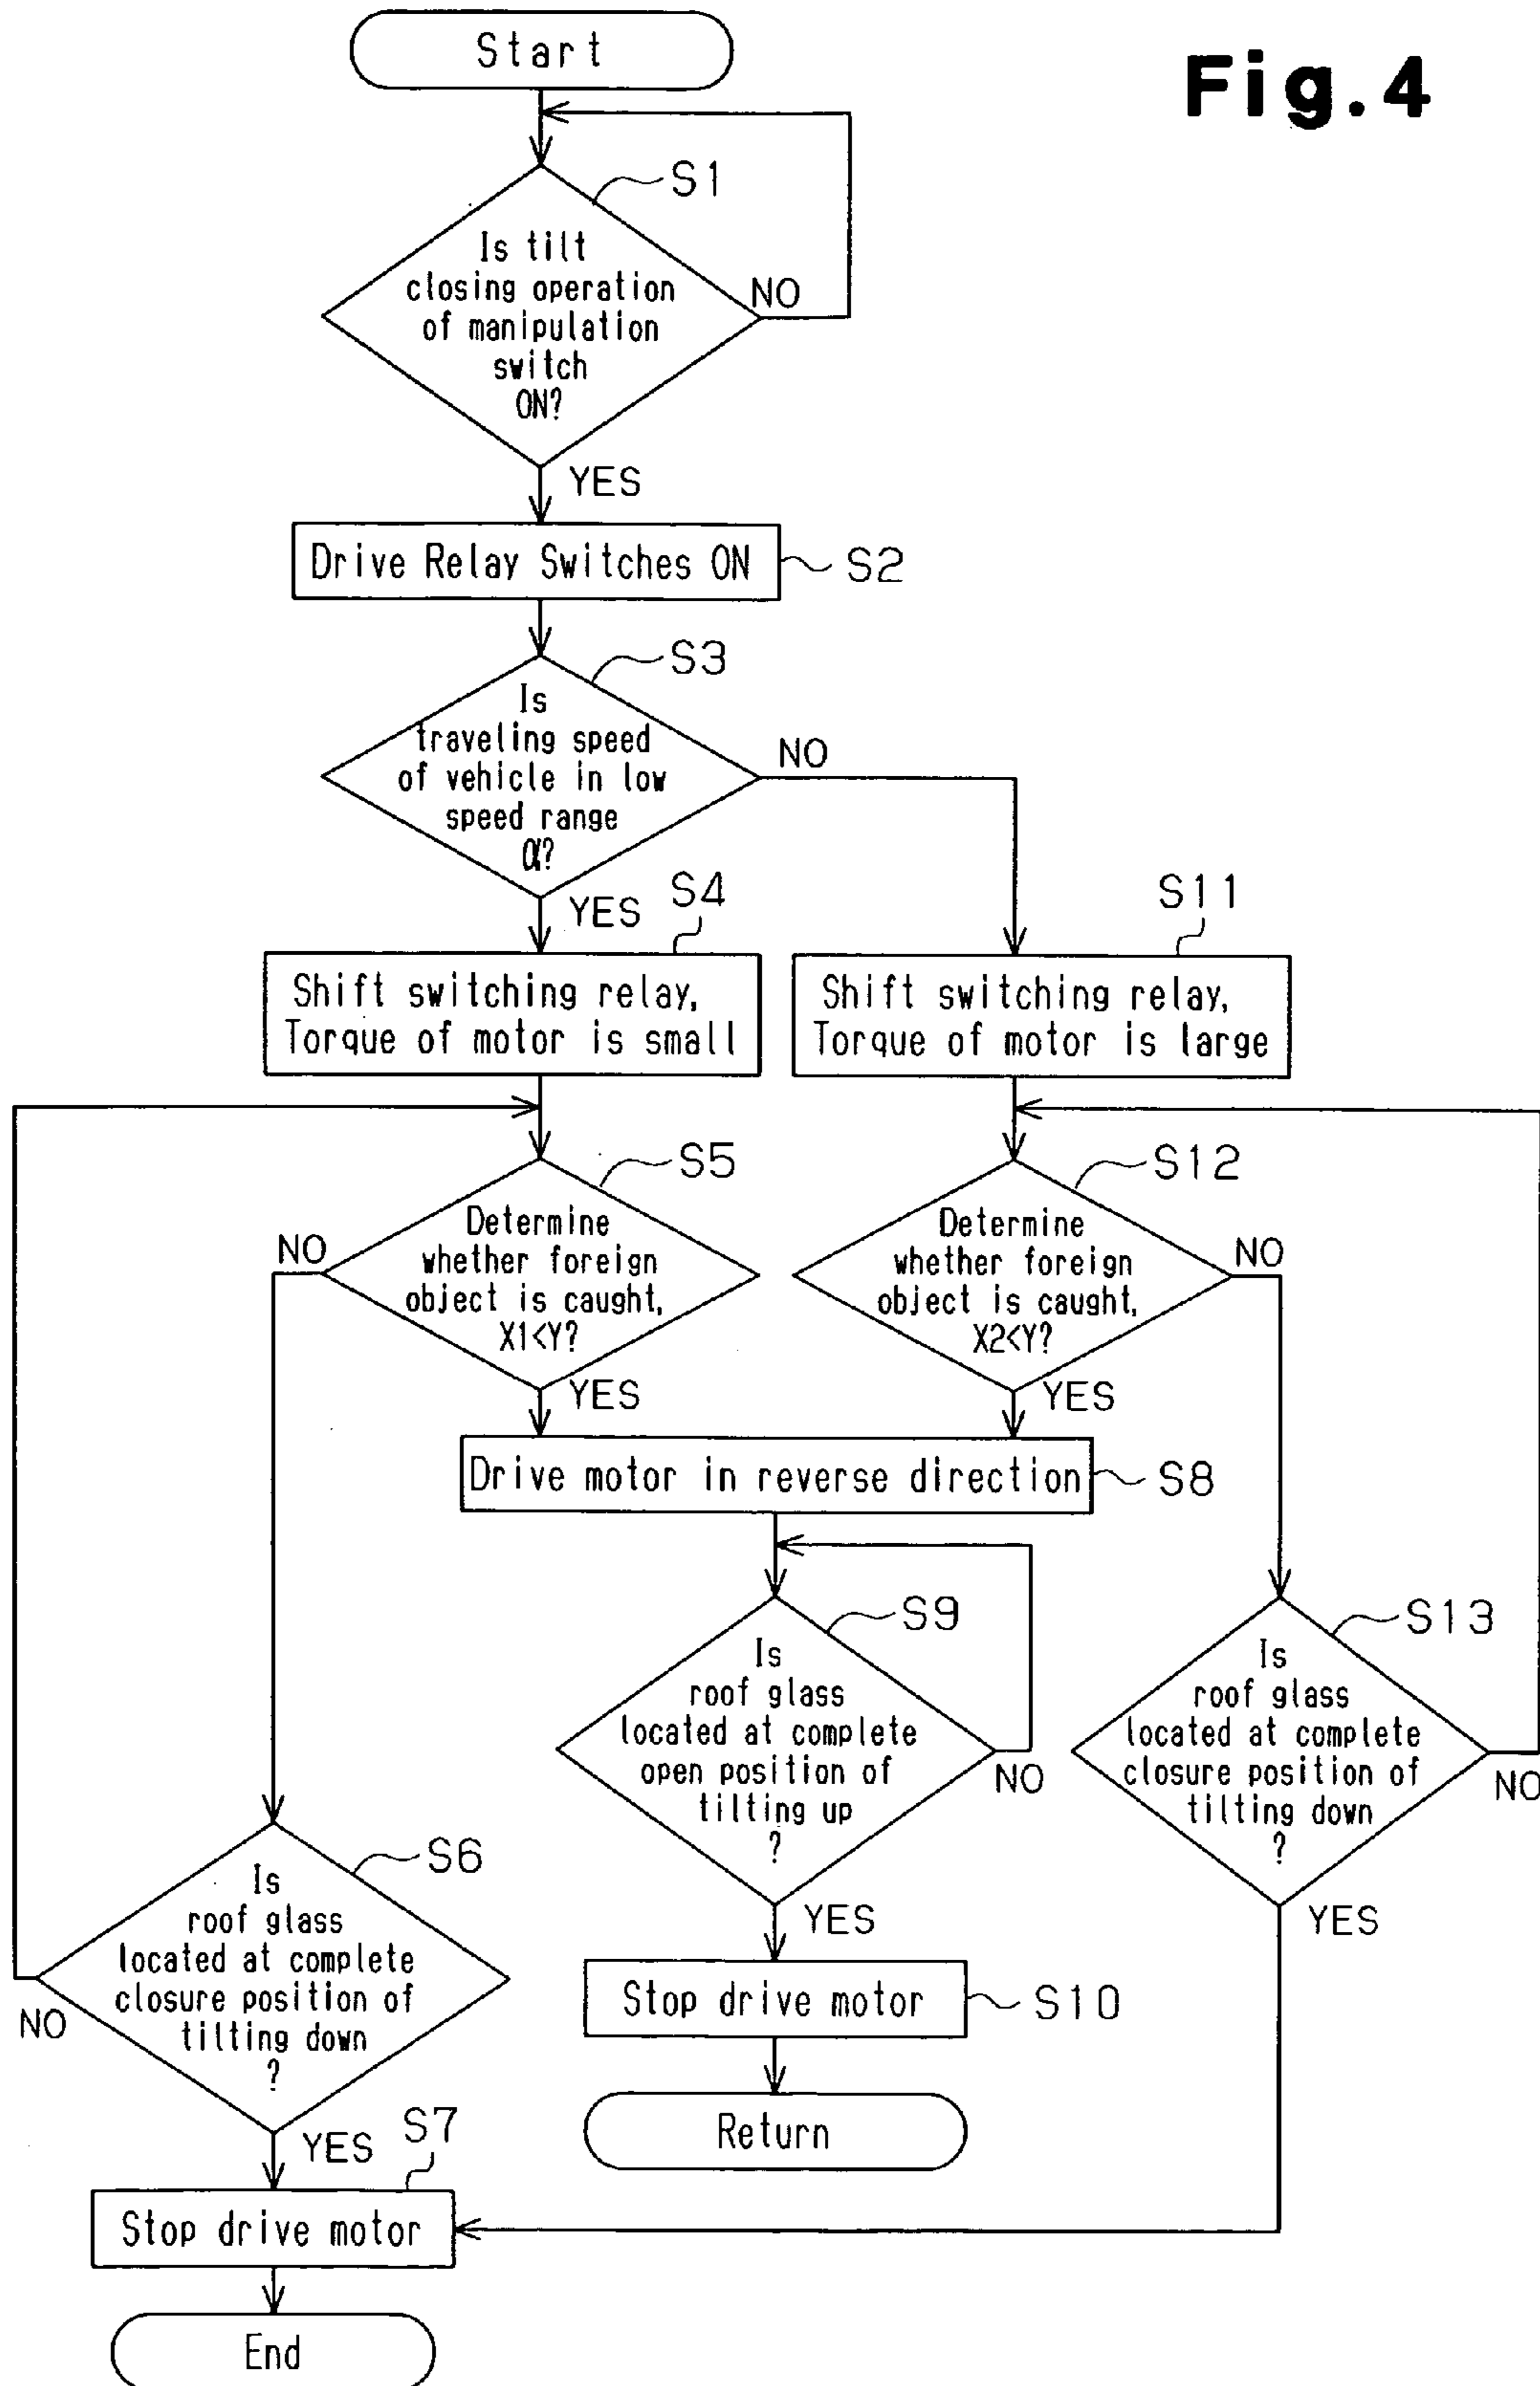 Fig.4
Start
S1
Is tilt
closing operation
of manipulation
switch
ON?
NO
YES
Drive Relay Switches ON
S2
S3
Is
traveling speed
of vehicle in low
speed range
α?
NO
YES
S4
Shift switching relay,
Torque of motor is small
S11
Shift switching relay,
Torque of motor is large
S5
Determine
whether foreign
object is caught,
X1<Y?
NO
YES
S12
Determine
whether foreign
object is caught,
X2<Y?
NO
YES
Drive motor in reverse direction
S8
S9
Is
roof glass
located at complete
open position of
tilting up
?
NO
YES
S13
Is
roof glass
located at complete
closure position of
tilting down
?
NO
YES
S6
Is
roof glass
located at complete
closure position of
tilting down
?
NO
YES
Stop drive motor
S10
Return
S7
Stop drive motor
End